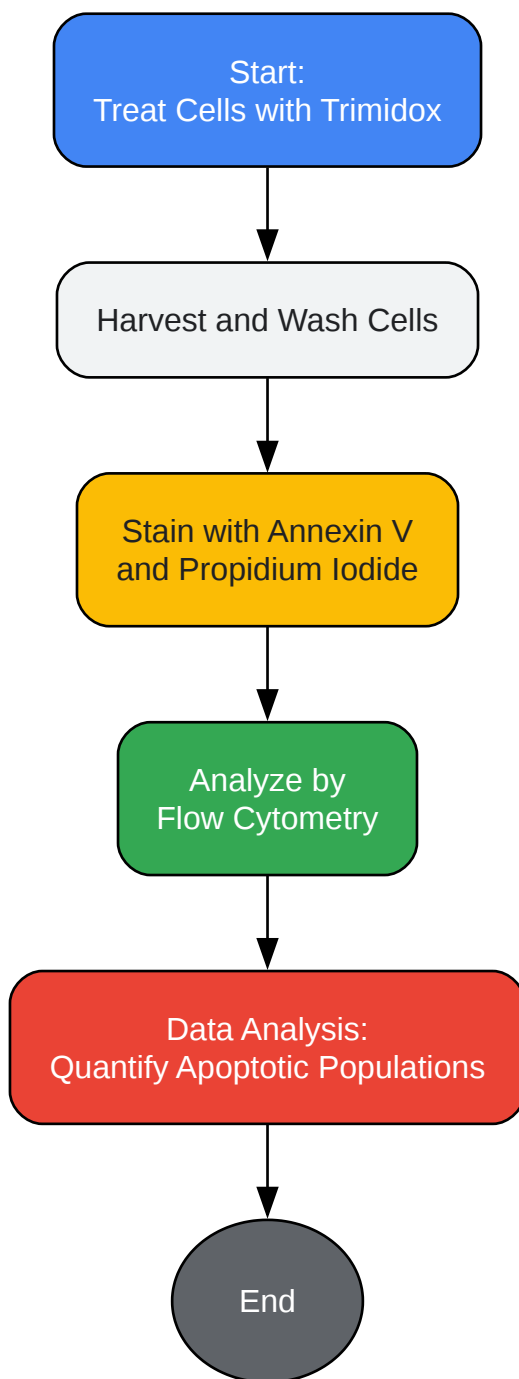 Start:
Treat Cells with Trimidox
Harvest and Wash Cells
Stain with Annexin V
and Propidium Iodide
Analyze by
Flow Cytometry
Data Analysis:
Quantify Apoptotic Populations
End